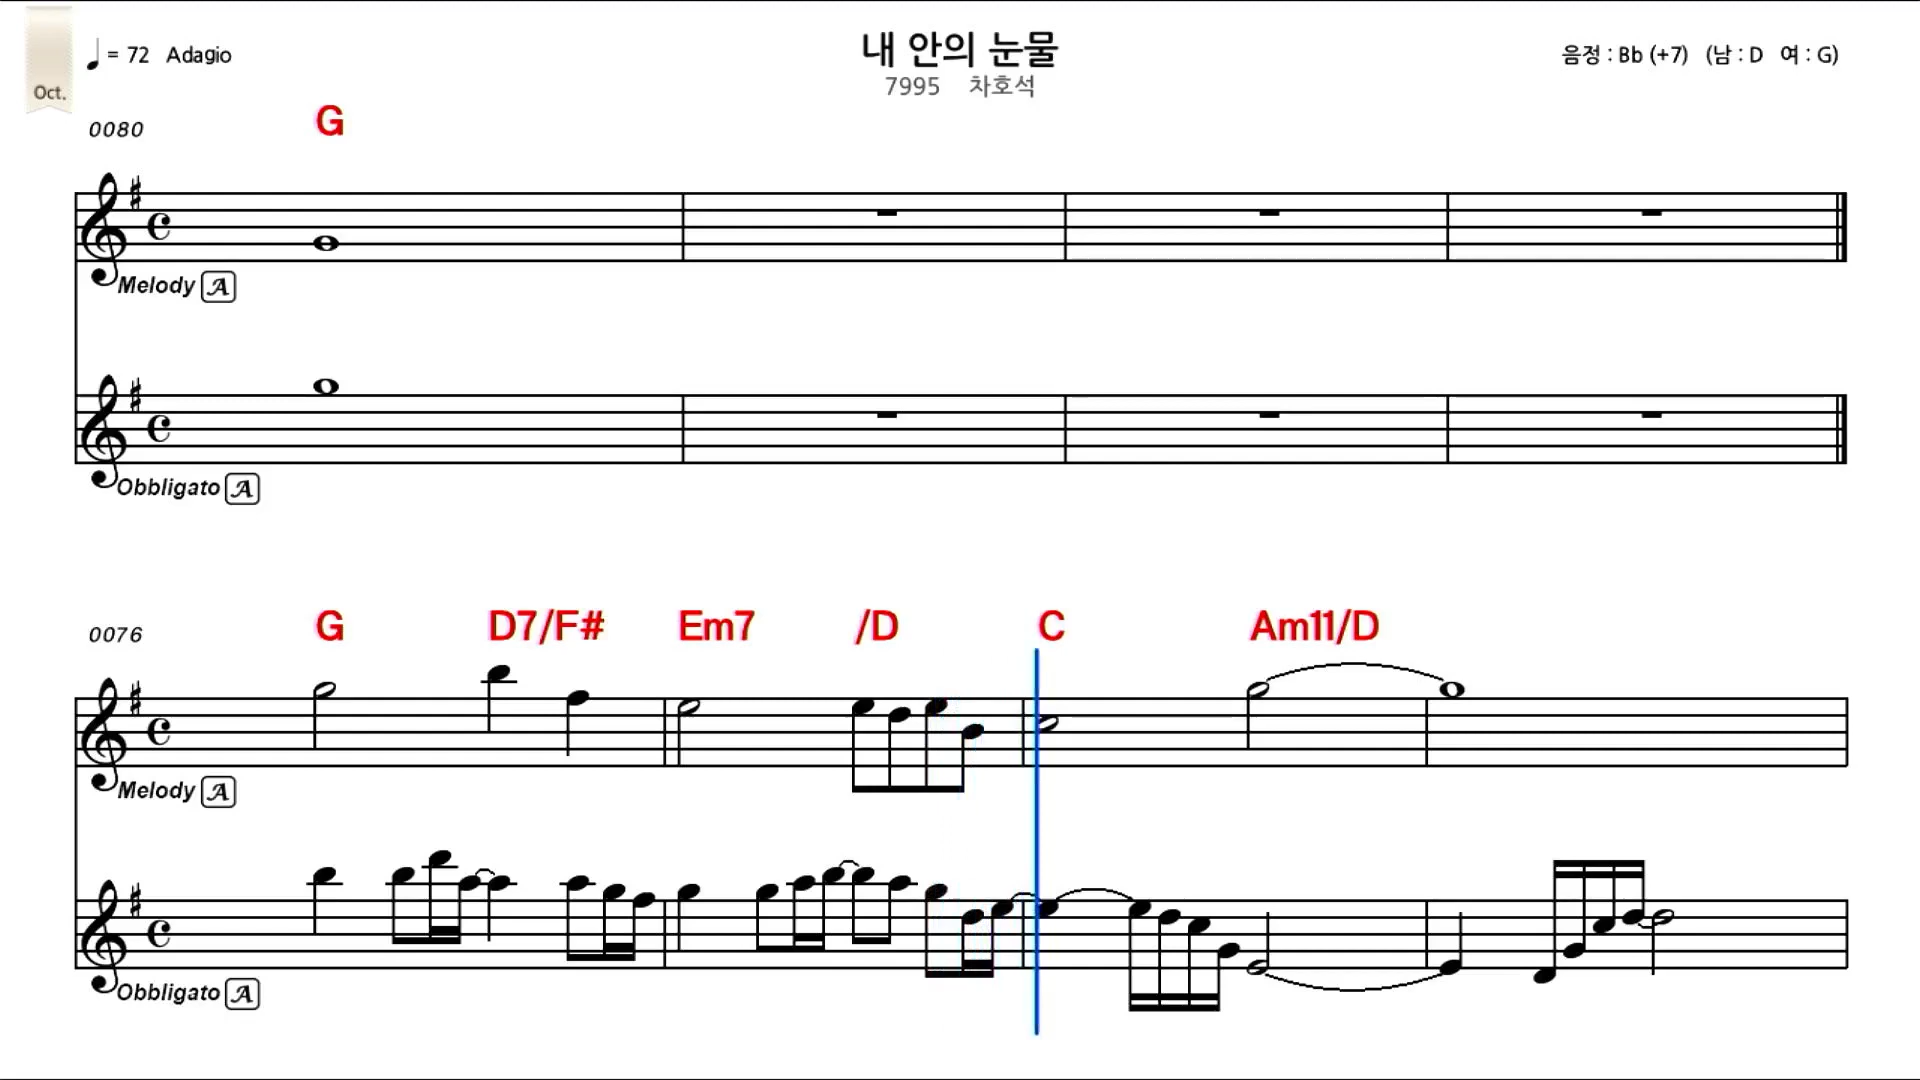 ♩ = 72 Adagio
내 안의 눈물
음정 : Bb (+7) (남 : D 여 : G)
Oct.
7995 차호석
0080
G
Melody A
Obbligato A
0076
G D7/F# Em7 /D C Am11/D
Melody A
Obbligato A